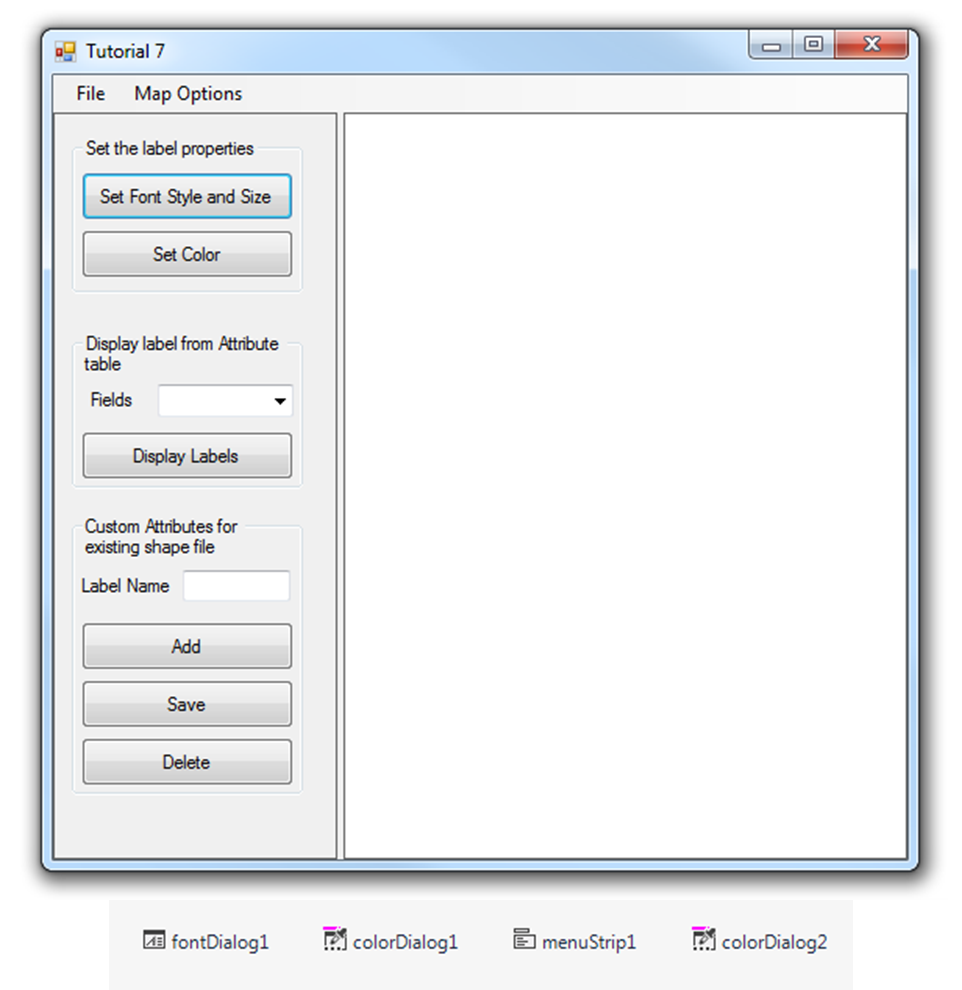 Tutorial 7
File Map Options
Set the label properties
Set Font Style and Size
Set Color
Display label from Attribute
table
Fields
Display Labels
Custom Attributes for
existing shape file
Label Name
Add
Save
Delete
fontDialog1 colorDialog1 menuStrip1 colorDialog2